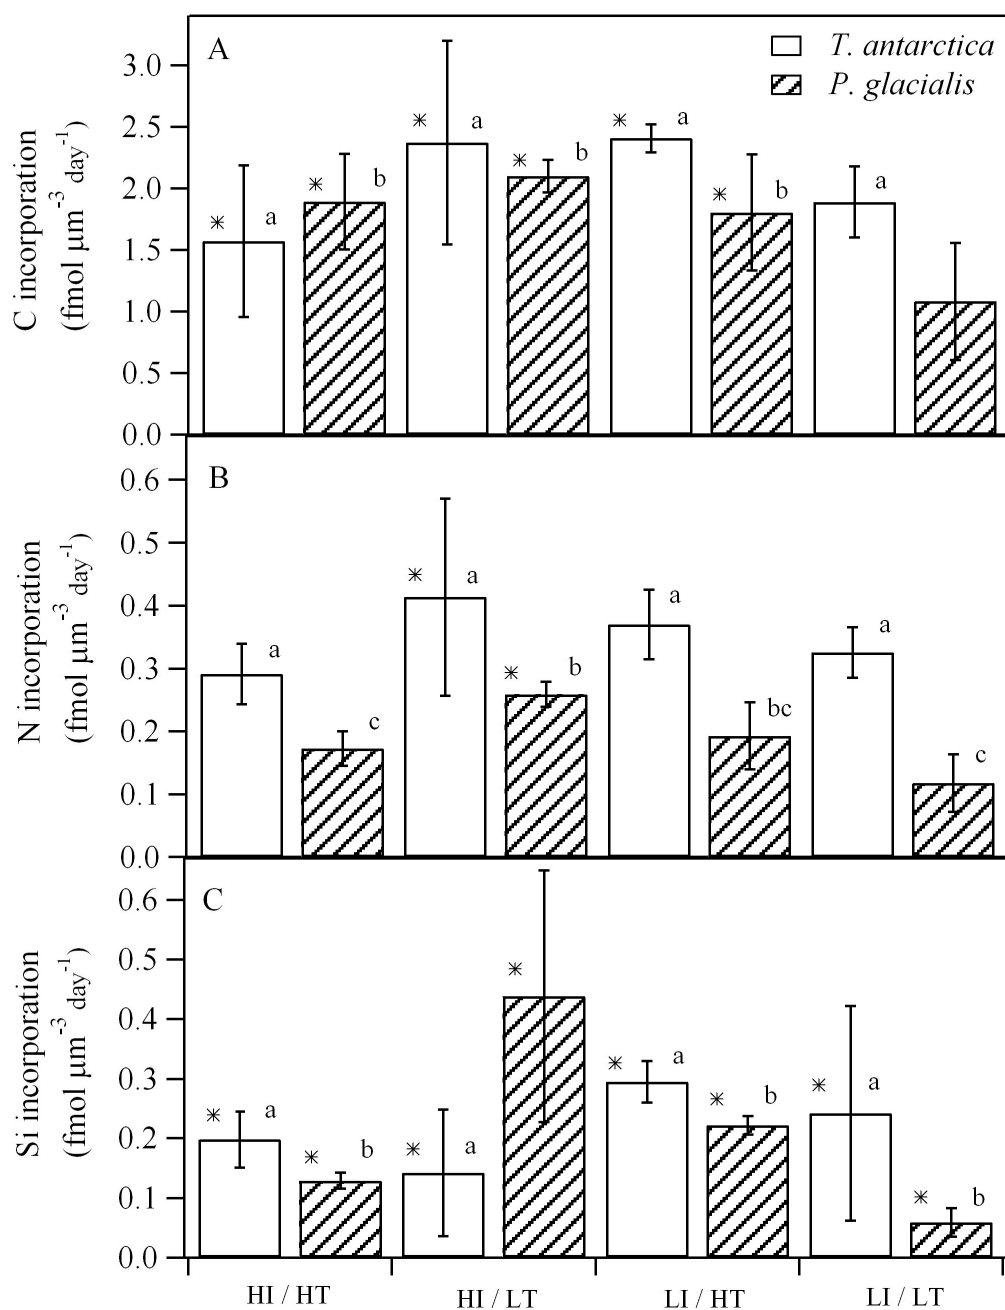 A
T. antarctica
P. glacialis
C incorporation
(fmol µm⁻³ day⁻¹)
3.0
2.5
2.0
1.5
1.0
0.5
0.0
* a
* b
* a
* b
* a
* b
a
B
N incorporation
(fmol µm⁻³ day⁻¹)
0.6
0.5
0.4
0.3
0.2
0.1
0.0
a
c
* a
* b
a
bc
a
c
C
Si incorporation
(fmol µm⁻³ day⁻¹)
0.6
0.5
0.4
0.3
0.2
0.1
0.0
* a
* b
* a
*
* a
* b
* a
* b
HI / HT
HI / LT
LI / HT
LI / LT